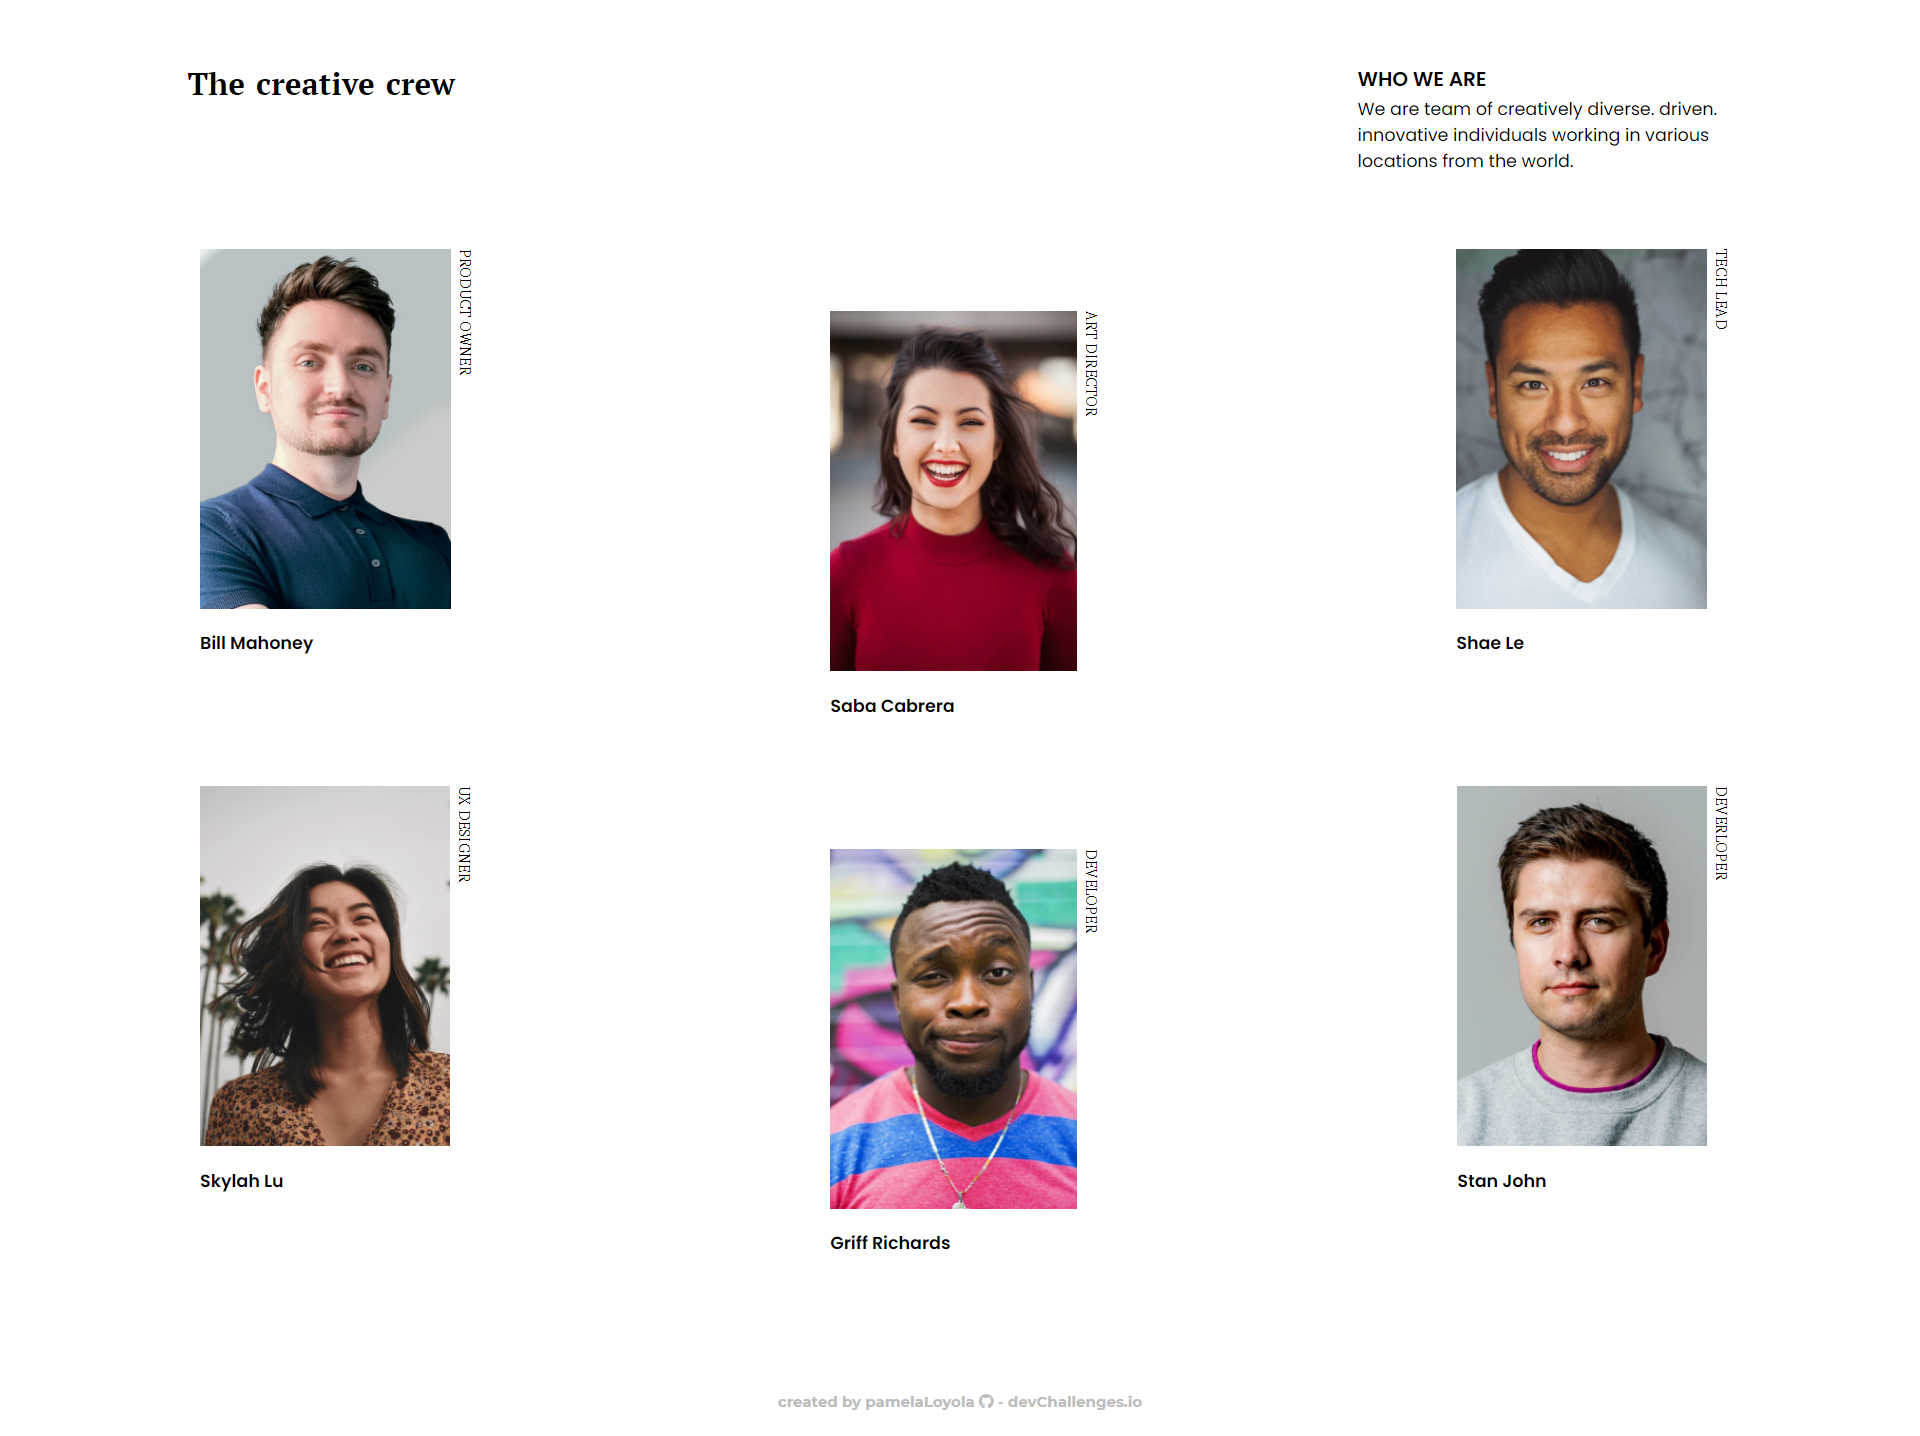 The creative crew
WHO WE ARE
We are team of creatively diverse. driven.
innovative individuals working in various
locations from the world.
PRODUCT OWNER
Bill Mahoney
ART DIRECTOR
Saba Cabrera
TECH LEAD
Shae Le
UX DESIGNER
Skylah Lu
DEVELOPER
Griff Richards
DEVERLOPER
Stan John
created by pamelaLoyola - devChallenges.io